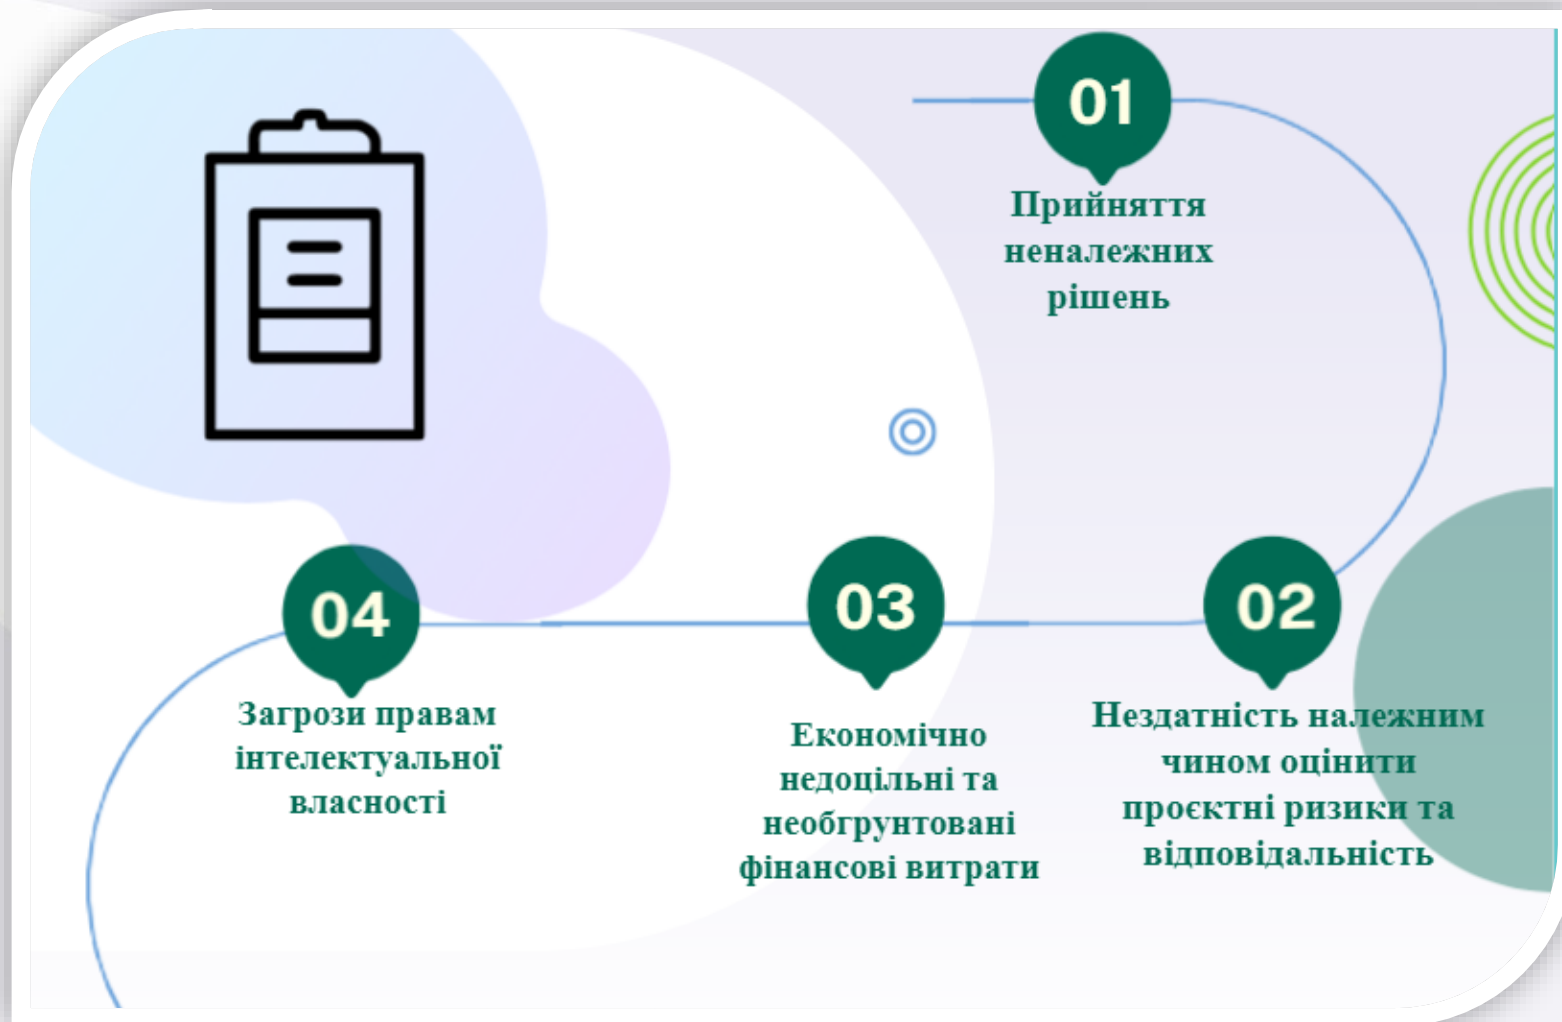 01
Прийняття
неналежних
рішень
02
Нездатність належним
чином оцінити
проєктні ризики та
відповідальність
03
Економічно
недоцільні та
необгрунтовані
фінансові витрати
04
Загрози правам
інтелектуальної
власності